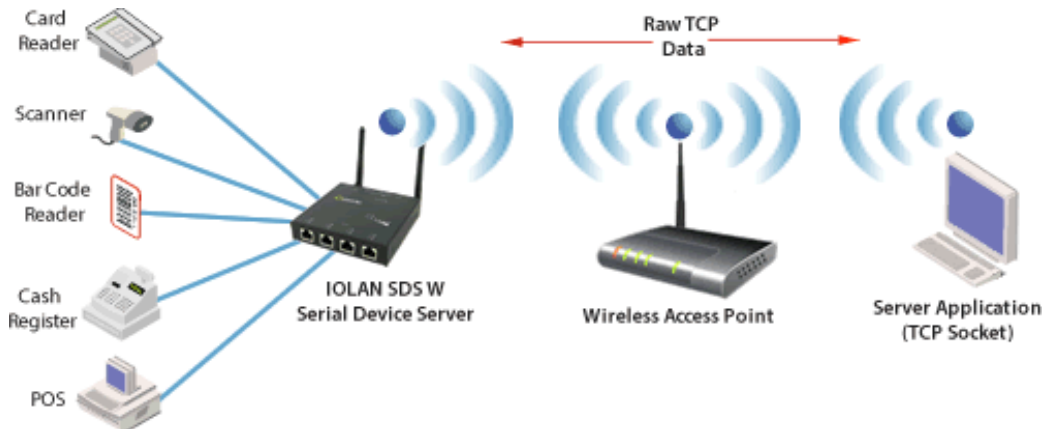 Card
Reader
Raw TCP
Data
Scanner
Bar Code
Reader
Cash
Register
POS
IOLAN SDS W
Serial Device Server
Wireless Access Point
Server Application
(TCP Socket)